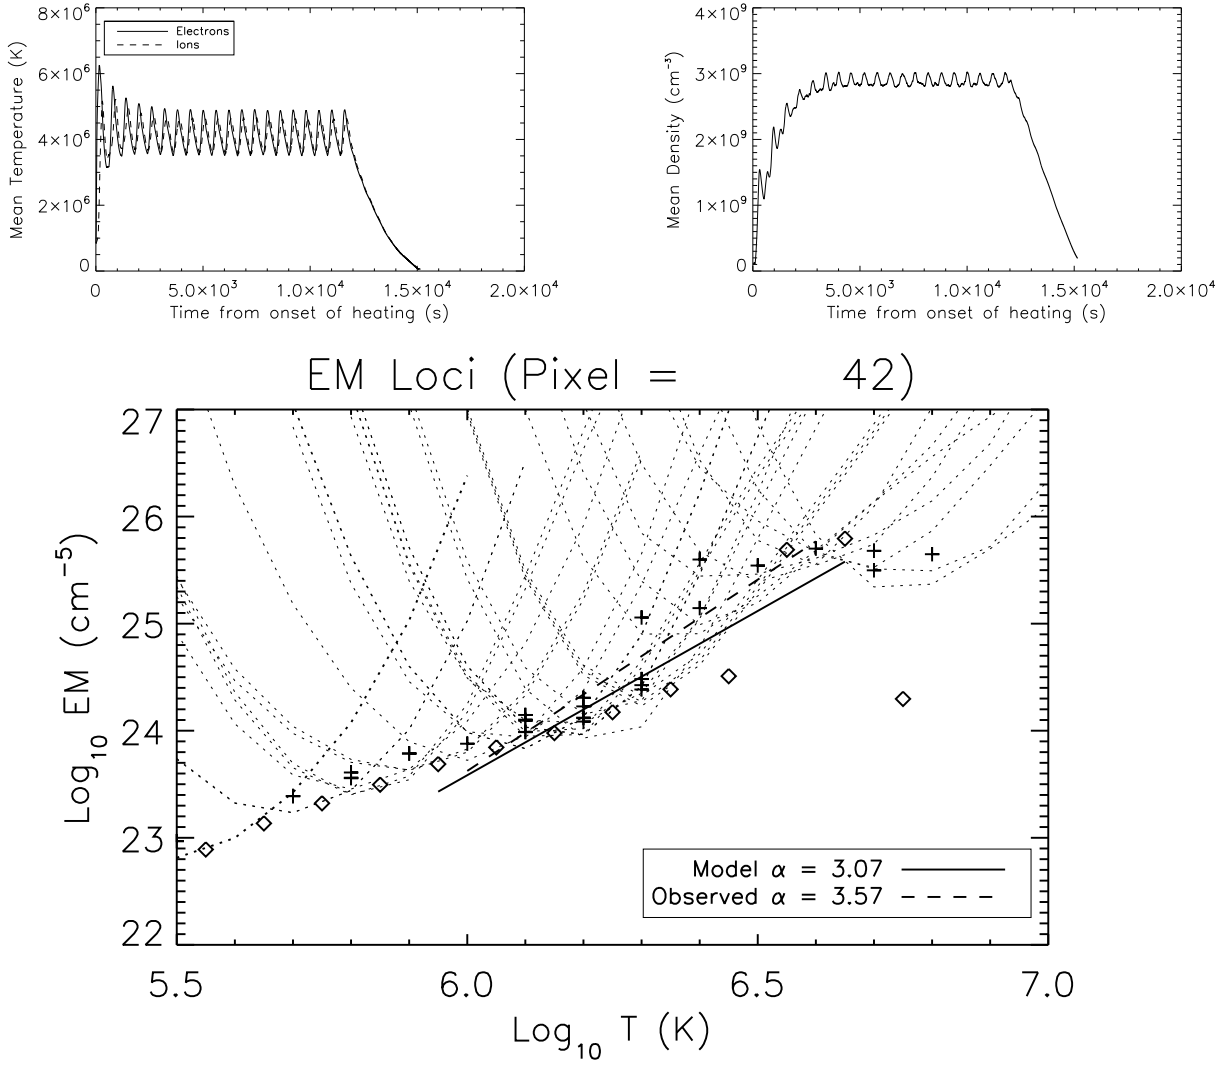 8×10⁶
6×10⁶
4×10⁶
2×10⁶
0
Mean Temperature (K)
Electrons
Ions
0 5.0×10³ 1.0×10⁴ 1.5×10⁴ 2.0×10⁴
Time from onset of heating (s)
4×10⁹
3×10⁹
2×10⁹
1×10⁹
0
Mean Density (cm⁻³)
0 5.0×10³ 1.0×10⁴ 1.5×10⁴ 2.0×10⁴
Time from onset of heating (s)
EM Loci (Pixel = 42)
27
26
25
24
23
22
Log₁₀ EM (cm⁻⁵)
Model α = 3.07
Observed α = 3.57
5.5 6.0 6.5 7.0
Log₁₀ T (K)